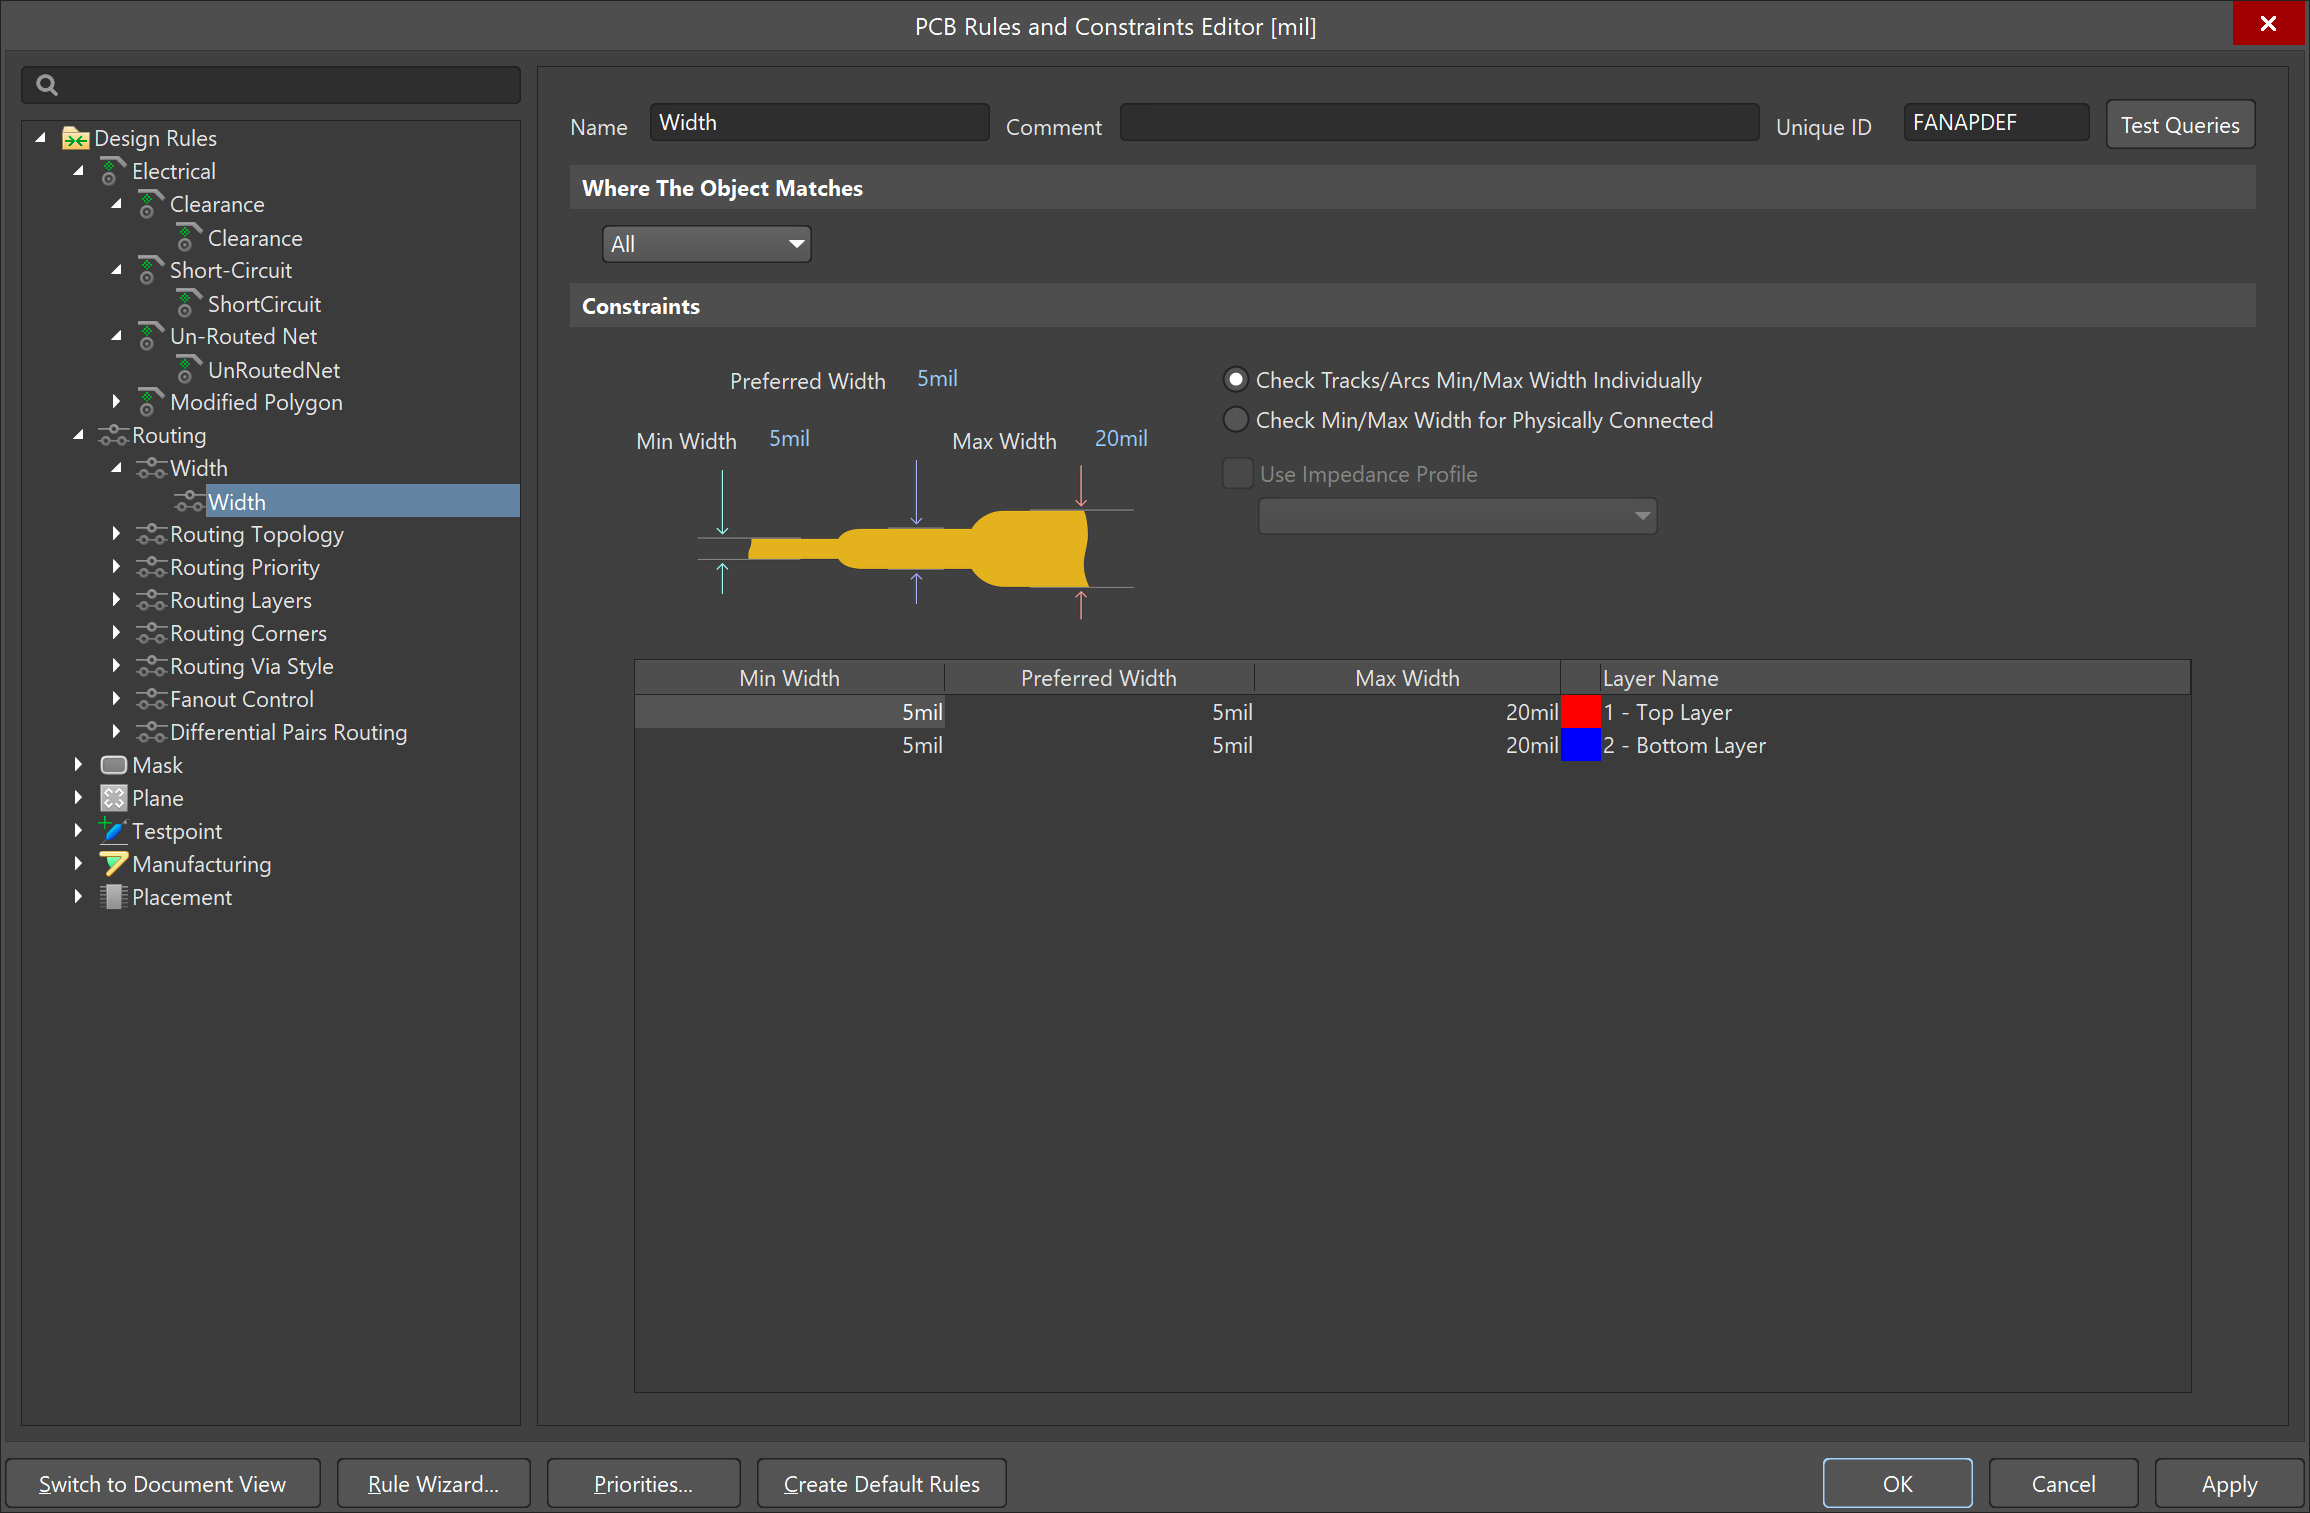 PCB Rules and Constraints Editor [mil]
Design Rules
Electrical
Clearance
Clearance
Short-Circuit
ShortCircuit
Un-Routed Net
UnRoutedNet
Modified Polygon
Routing
Width
Width
Routing Topology
Routing Priority
Routing Layers
Routing Corners
Routing Via Style
Fanout Control
Differential Pairs Routing
Mask
Plane
Testpoint
Manufacturing
Placement
Name Width Comment Unique ID FANAPDEF Test Queries
Where The Object Matches
All
Constraints
Preferred Width 5mil
Min Width 5mil Max Width 20mil
Check Tracks/Arcs Min/Max Width Individually
Check Min/Max Width for Physically Connected
Use Impedance Profile
Min Width Preferred Width Max Width Layer Name
5mil 5mil 20mil 1 - Top Layer
5mil 5mil 20mil 2 - Bottom Layer
Switch to Document View Rule Wizard... Priorities... Create Default Rules OK Cancel Apply